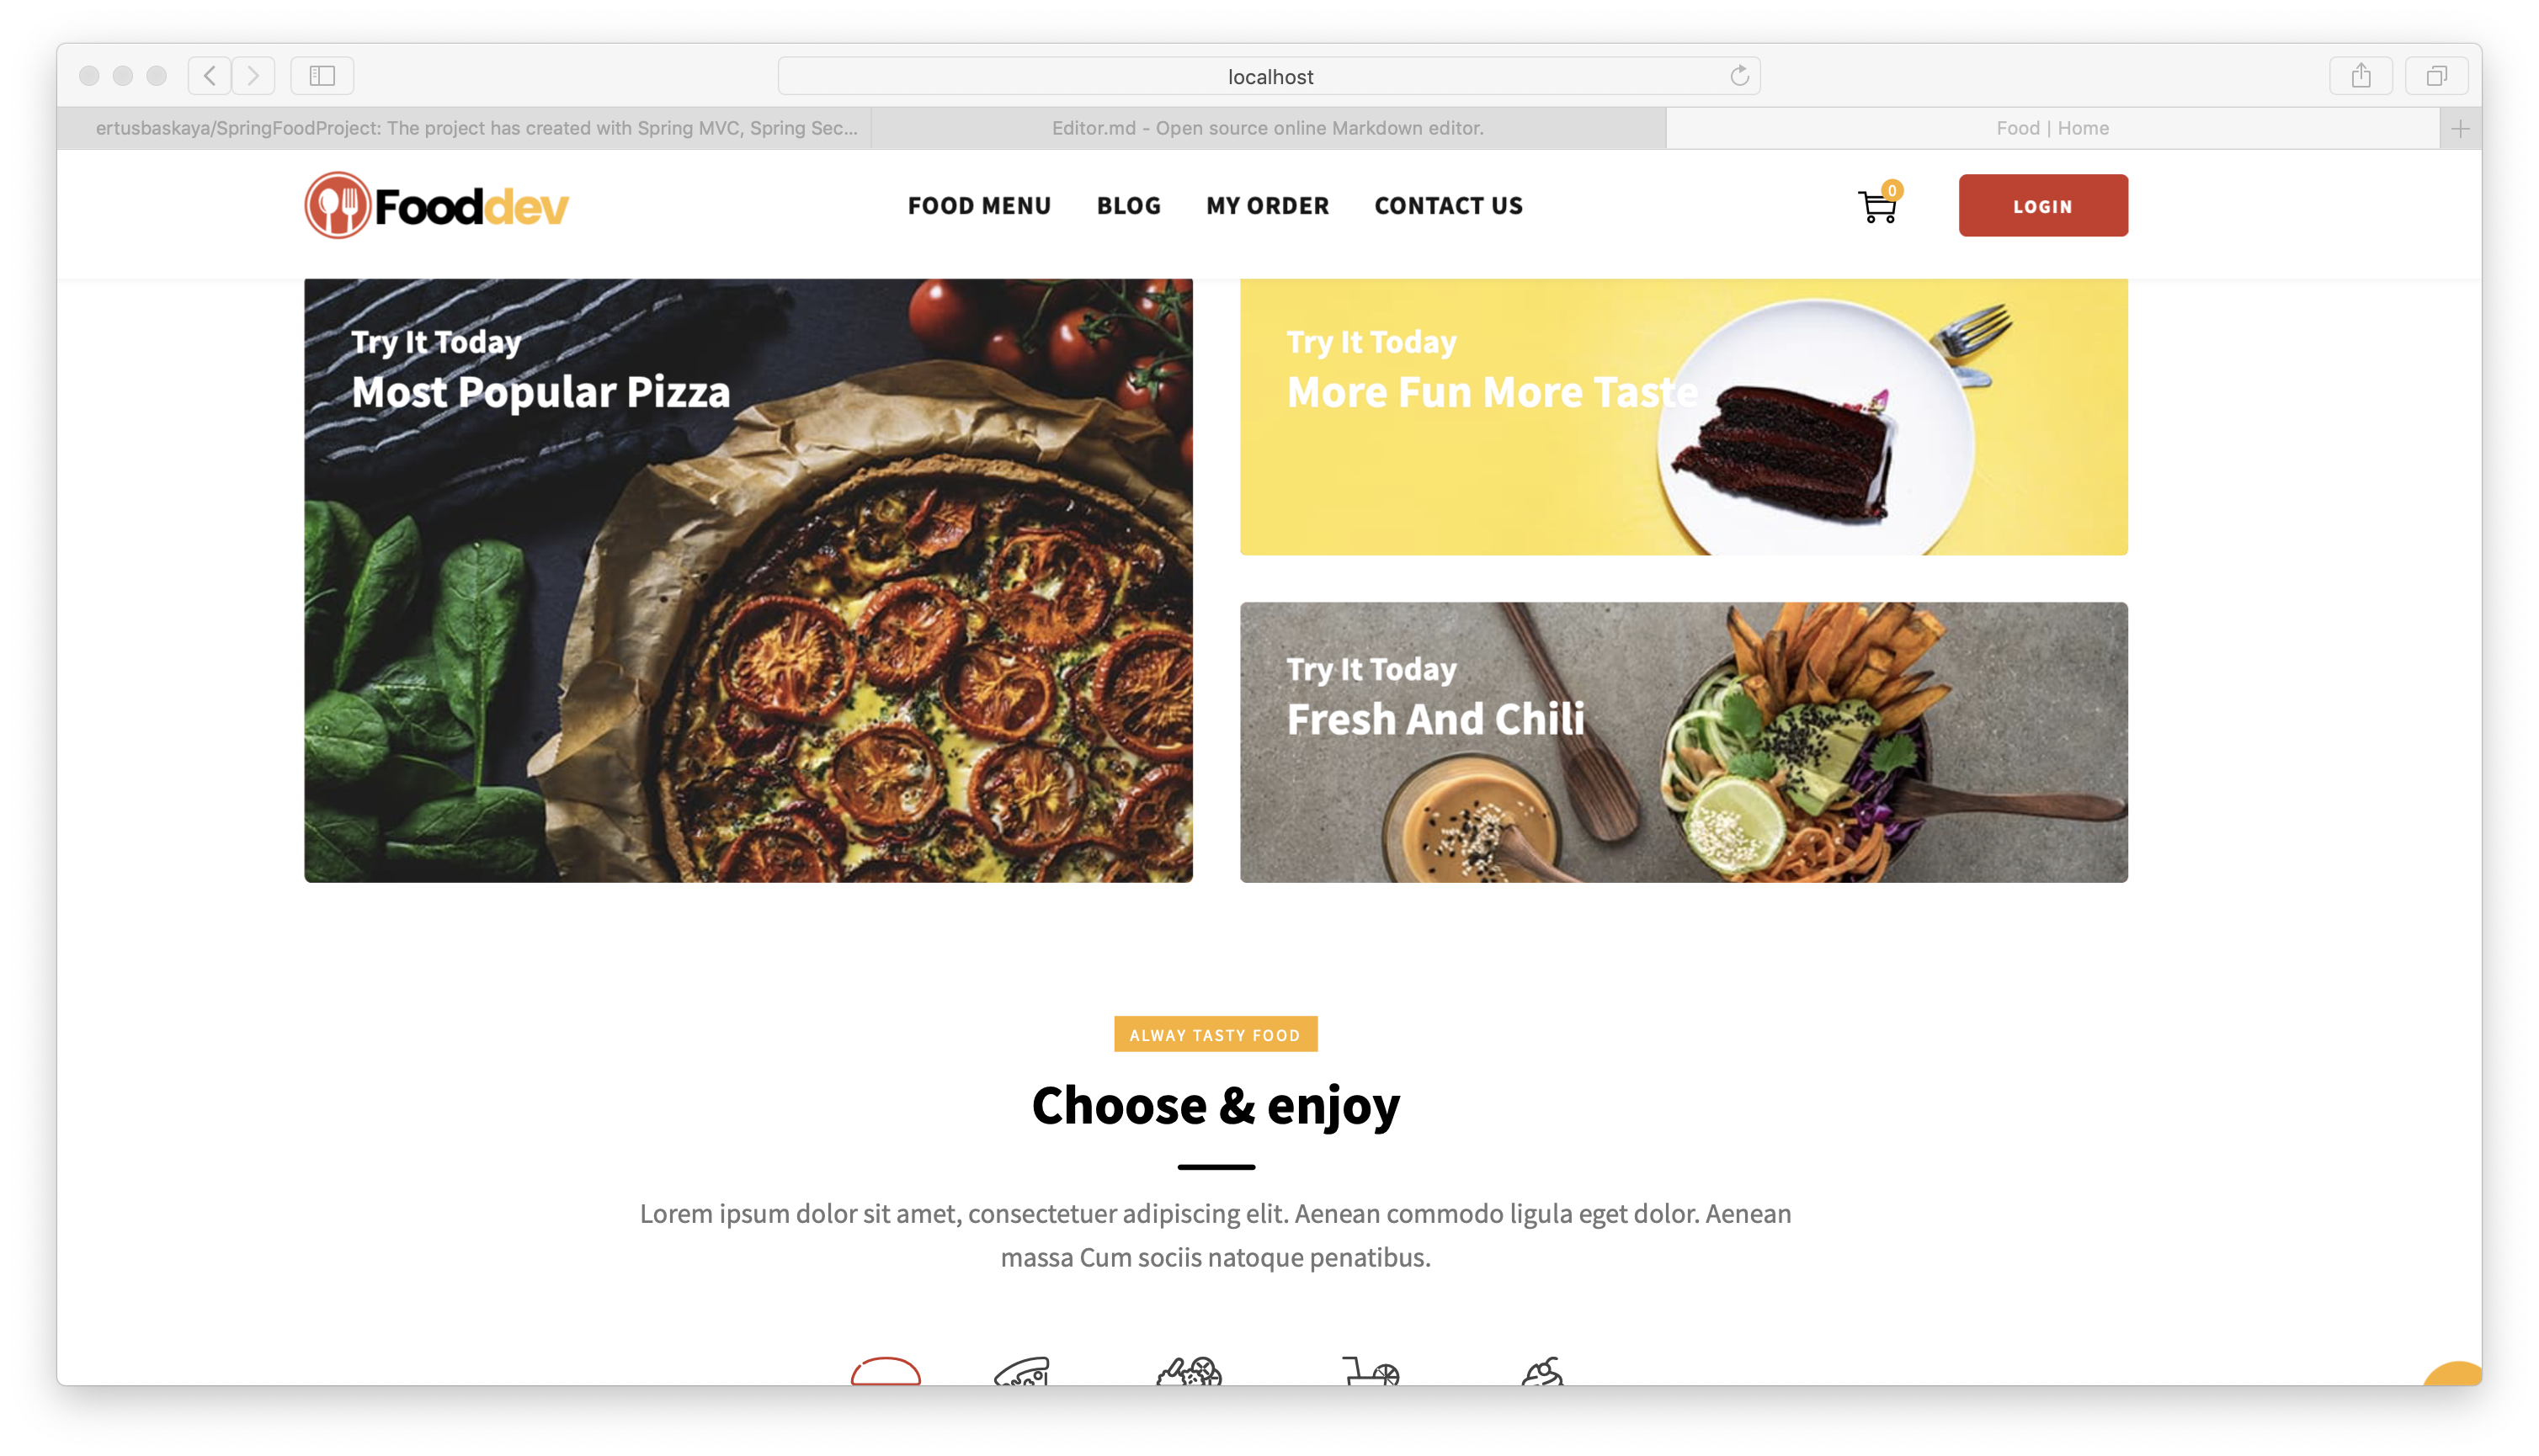 localhost
ertusbaskaya/SpringFoodProject: The project has created with Spring MVC, Spring Sec...
Editor.md - Open source online Markdown editor.
Food | Home
Fooddev
FOOD MENU
BLOG
MY ORDER
CONTACT US
0
LOGIN
Try It Today
Most Popular Pizza
Try It Today
More Fun More Taste
Try It Today
Fresh And Chili
ALWAY TASTY FOOD
Choose & enjoy
Lorem ipsum dolor sit amet, consectetuer adipiscing elit. Aenean commodo ligula eget dolor. Aenean
massa Cum sociis natoque penatibus.